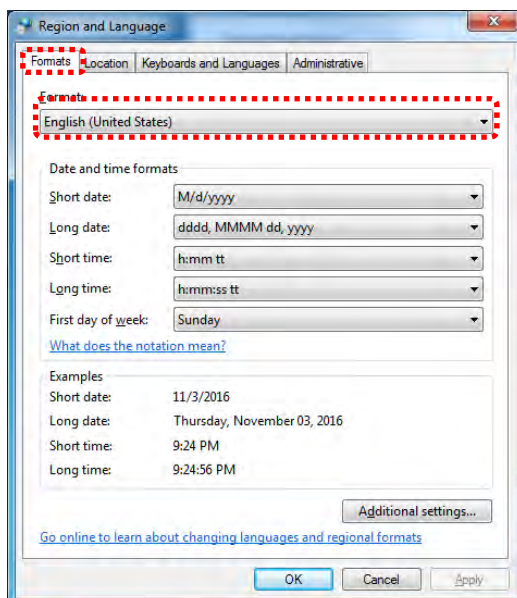 Region and Language
Formats Location Keyboards and Languages Administrative
Format:
English (United States)
Date and time formats
Short date: M/d/yyyy
Long date: dddd, MMMM dd, yyyy
Short time: h:mm tt
Long time: h:mm:ss tt
First day of week: Sunday
What does the notation mean?
Examples
Short date: 11/3/2016
Long date: Thursday, November 03, 2016
Short time: 9:24 PM
Long time: 9:24:56 PM
Additional settings...
Go online to learn about changing languages and regional formats
OK Cancel Apply